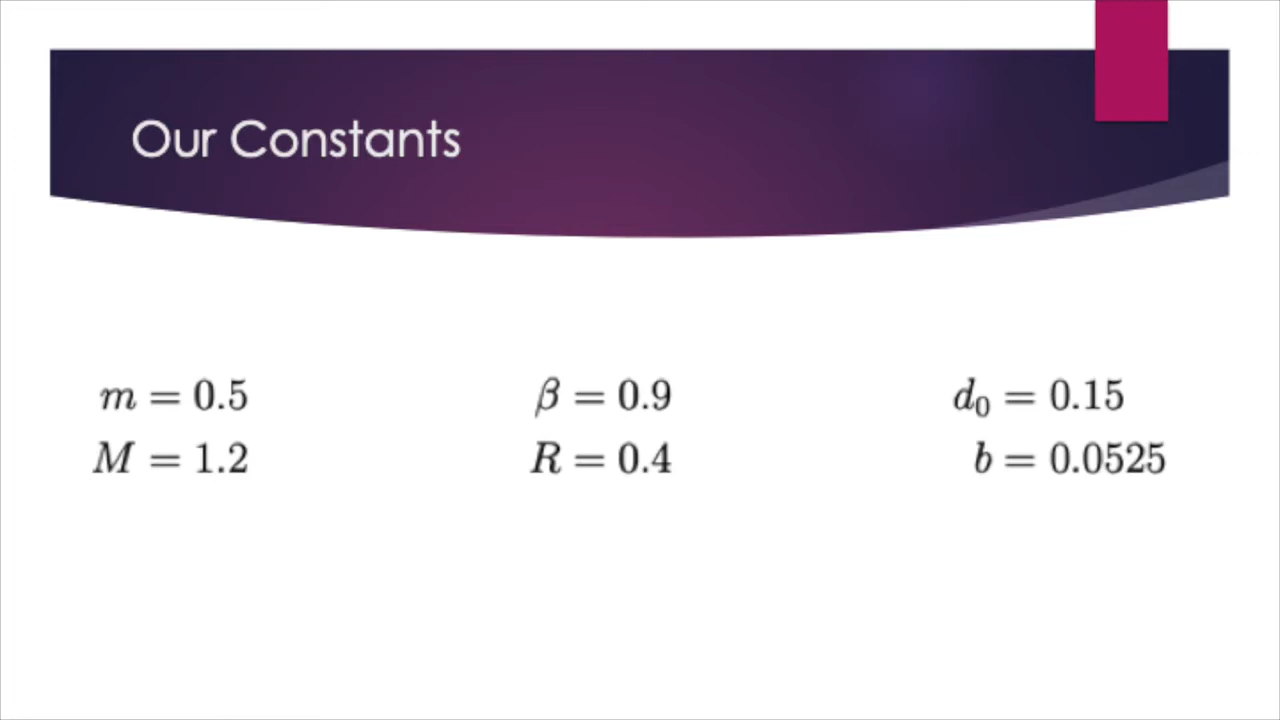 Our Constants
m = 0.5 β = 0.9 d₀ = 0.15
M = 1.2 R = 0.4 b = 0.0525